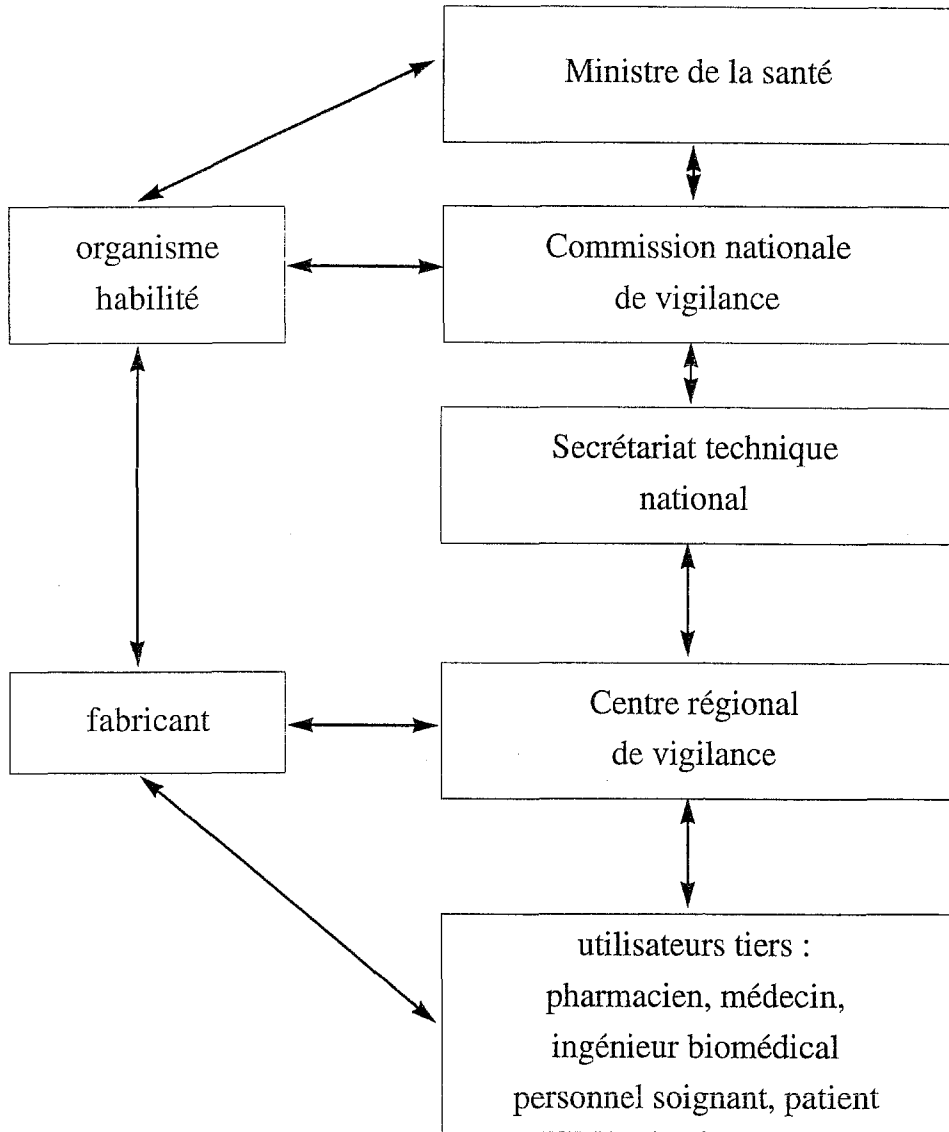 Ministre de la santé
organisme
habilité
Commission nationale
de vigilance
Secrétariat technique
national
fabricant
Centre régional
de vigilance
utilisateurs tiers :
pharmacien, médecin,
ingénieur biomédical
personnel soignant, patient